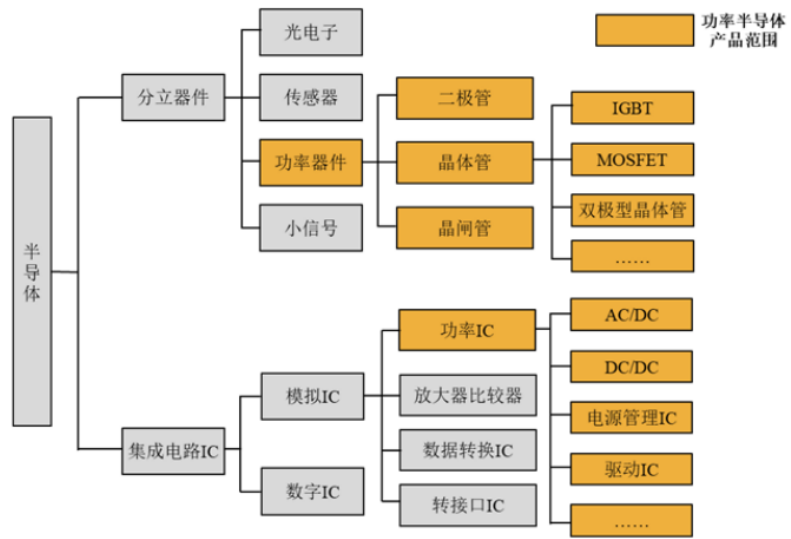 功率半导体
产品范围
光电子
分立器件
传感器
二极管
IGBT
功率器件
晶体管
MOSFET
双极型晶体管
小信号
晶闸管
……
半导体
功率IC
AC/DC
模拟IC
放大器比较器
DC/DC
电源管理IC
集成电路IC
数据转换IC
驱动IC
数字IC
转接口IC
……